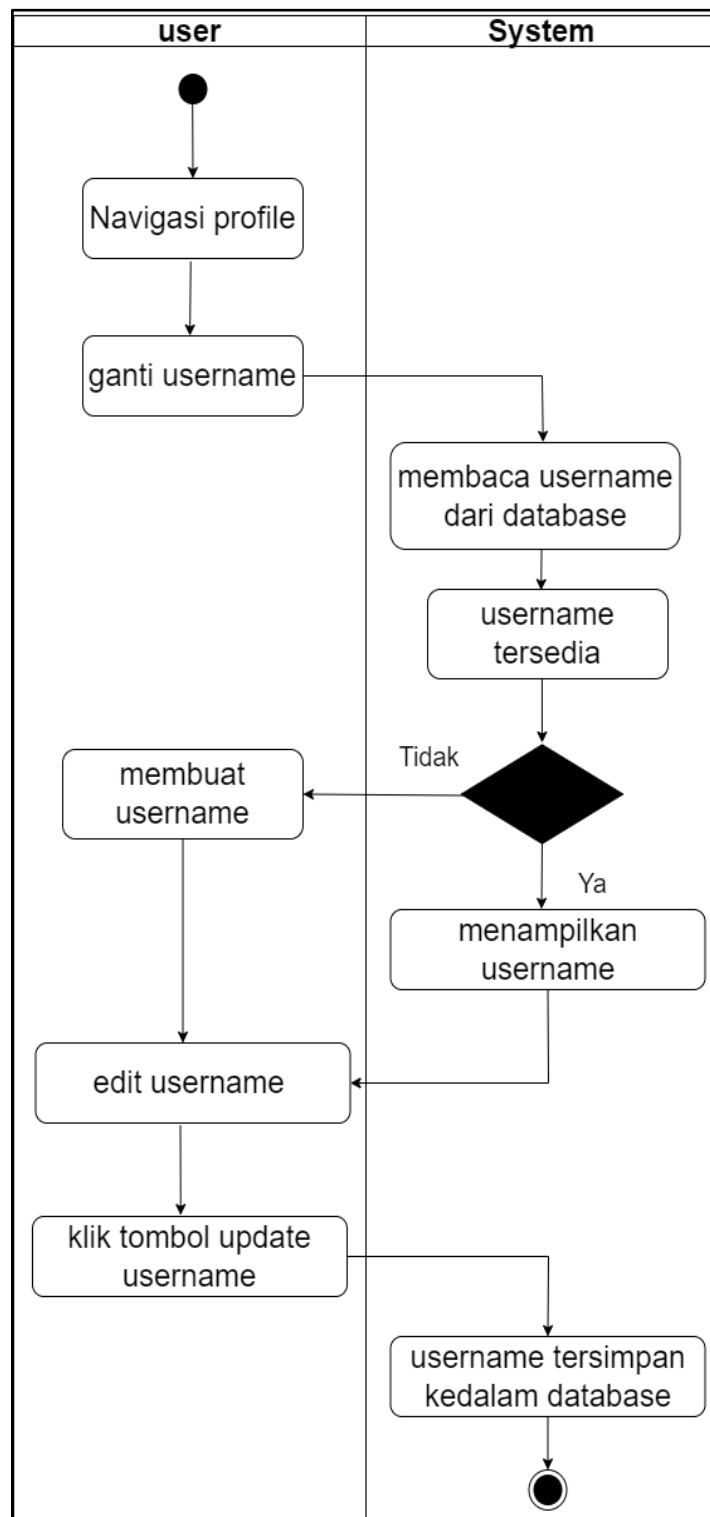 user
System
Navigasi profile
ganti username
membaca username
dari database
username
tersedia
Tidak
membuat
username
Ya
menampilkan
username
edit username
klik tombol update
username
username tersimpan
kedalam database